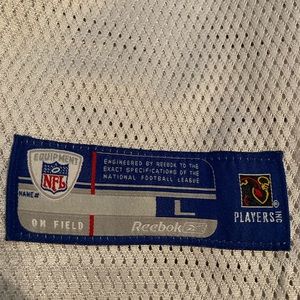 EQUIPMENT
NFL
ENGINEERED BY REEBOK TO THE
EXACT SPECIFICATIONS OF THE
NATIONAL FOOTBALL LEAGUE
NAME#
L
ON FIELD
Reebok
PLAYERS INC